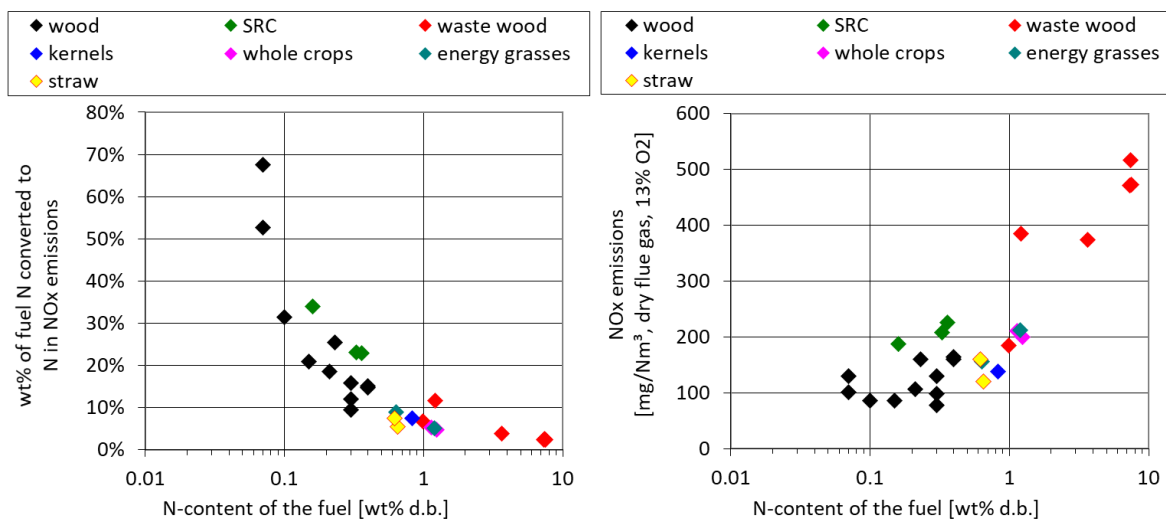 wood SRC waste wood
kernels whole crops energy grasses
straw
80%
70%
60%
50%
40%
30%
20%
10%
0%
wt% of fuel N converted to
N in NOx emissions
0.01 0.1 1 10
N-content of the fuel [wt% d.b.]
wood SRC waste wood
kernels whole crops energy grasses
straw
600
500
400
300
200
100
0
NOx emissions
[mg/Nm³, dry flue gas, 13% O2]
0.01 0.1 1 10
N-content of the fuel [wt% d.b.]